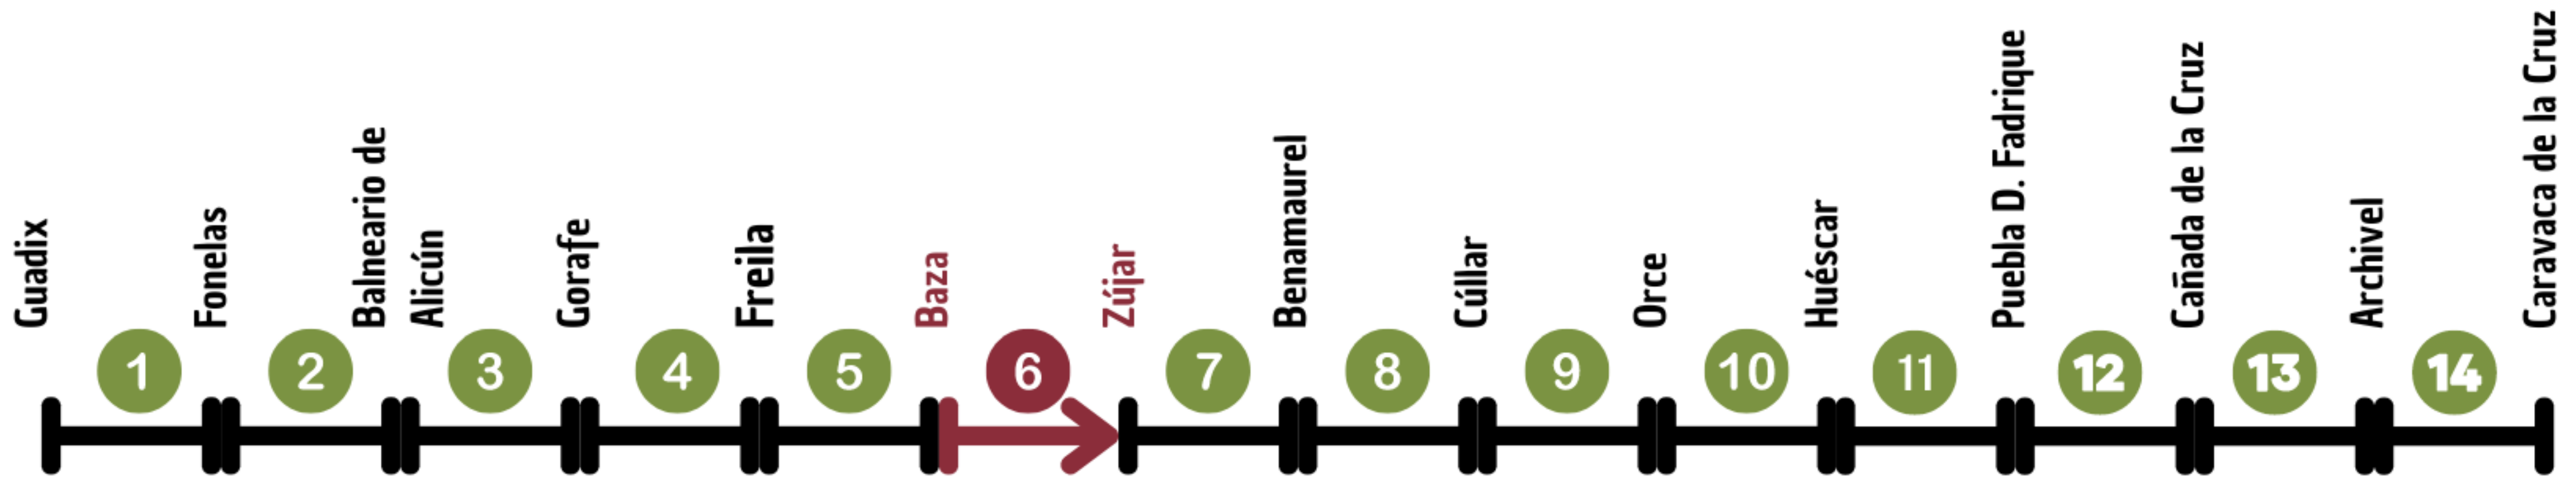 Guadix
Fonelas
Balneario de
Alicún
Gorafe
Freila
Baza
Zújar
Benamaurel
Cúllar
Orce
Huéscar
Puebla D. Fadrique
Cañada de la Cruz
Archivel
Caravaca de la Cruz
1
2
3
4
5
6
7
8
9
10
11
12
13
14